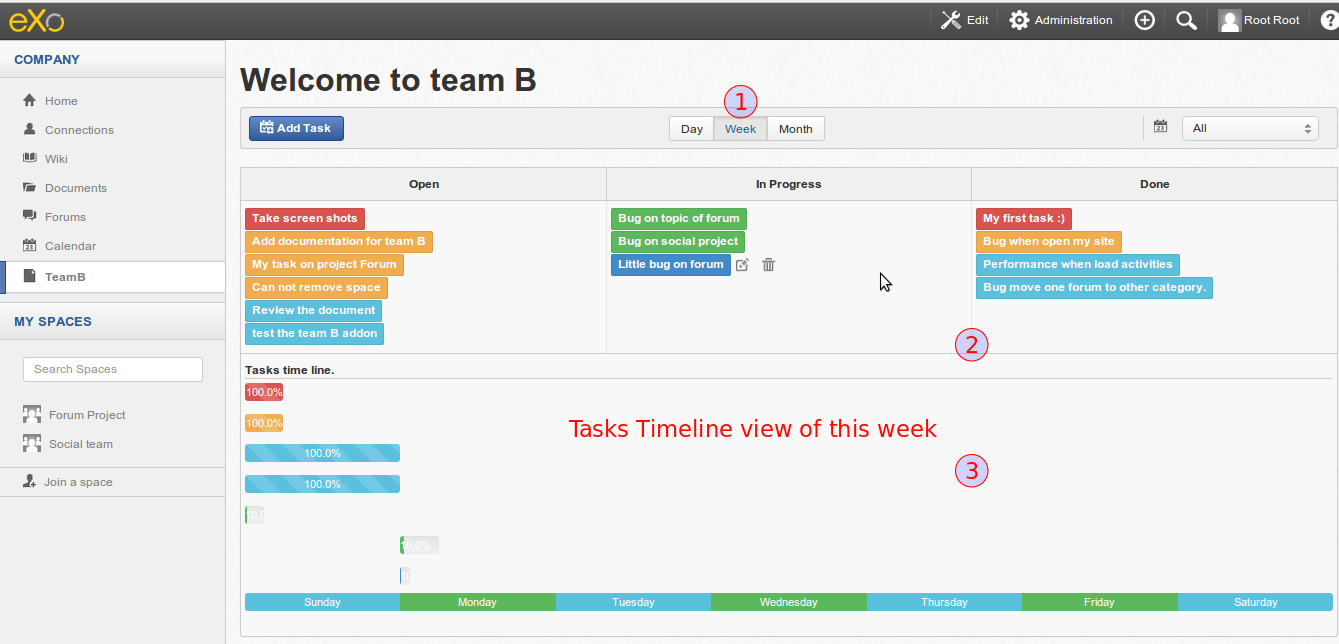 eXo
Edit
Administration
Root Root
?
COMPANY
Home
Connections
Wiki
Documents
Forums
23 Calendar
TeamB
MY SPACES
Search Spaces
Forum Project
Social team
Join a space
Welcome to team B
1
Add Task
Day Week Month
23
All
Open In Progress Done
Take screen shots
Add documentation for team B
My task on project Forum
Can not remove space
Review the document
test the team B addon
Bug on topic of forum
Bug on social project
Little bug on forum
My first task :)
Bug when open my site
Performance when load activities
Bug move one forum to other category.
2
Tasks time line.
100.0%
100.0%
Tasks Timeline view of this week
100.0%
3
100.0%
10.0%
Sunday Monday Tuesday Wednesday Thursday Friday Saturday